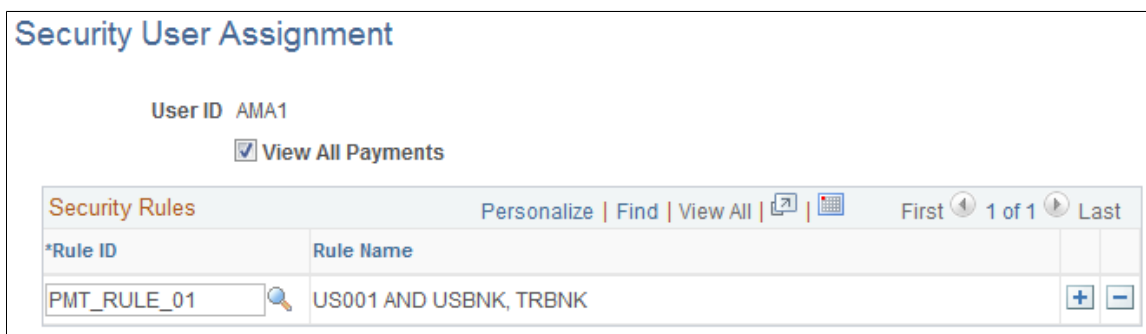 Security User Assignment
User ID AMA1
View All Payments
Security Rules Personalize | Find | View All | | First 1 of 1 Last
*Rule ID Rule Name
PMT_RULE_01 US001 AND USBNK, TRBNK